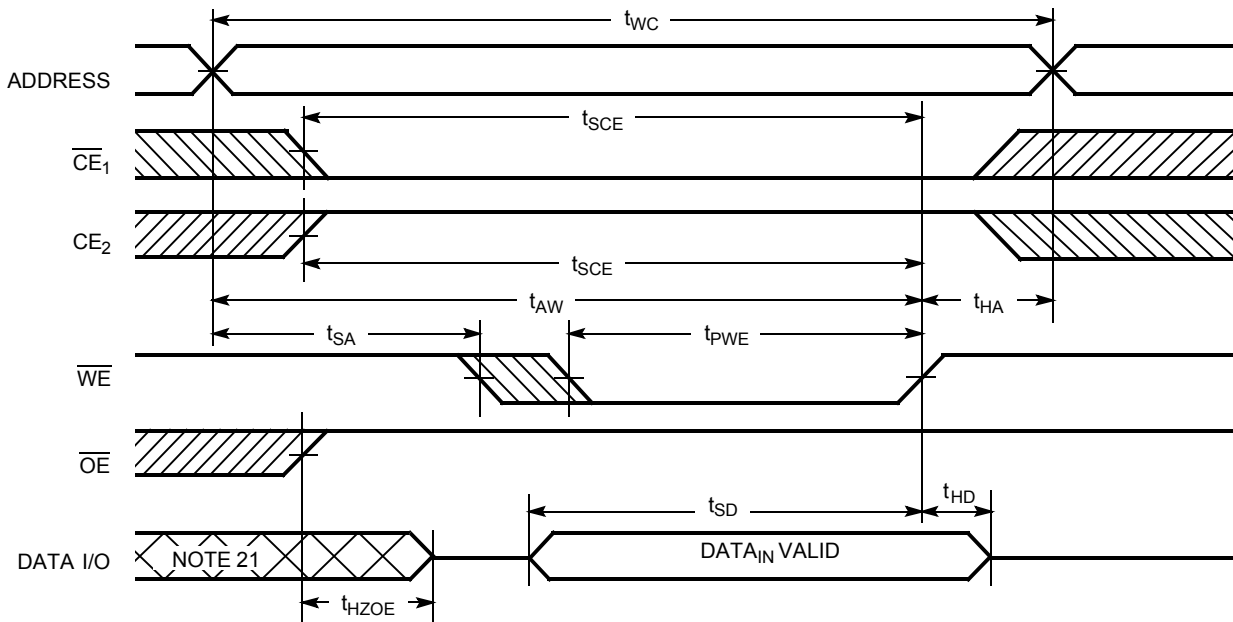 tWC
ADDRESS
tSCE
CE1
CE2
tSCE
tAW
tHA
tSA
tPWE
WE
OE
tSD
tHD
DATA I/O
NOTE 21
DATAIN VALID
tHZOE